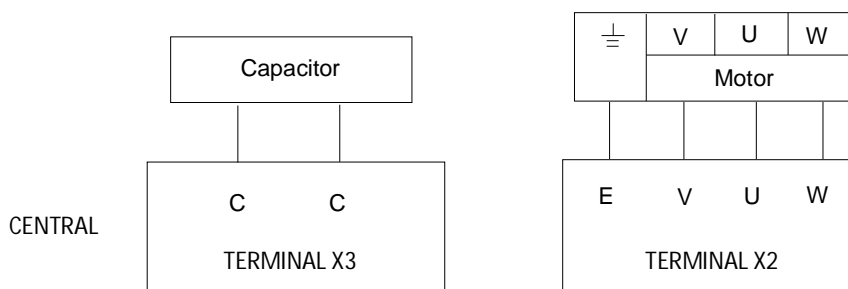 V U W
Capacitor
Motor
C C
E V U W
CENTRAL
TERMINAL X3
TERMINAL X2